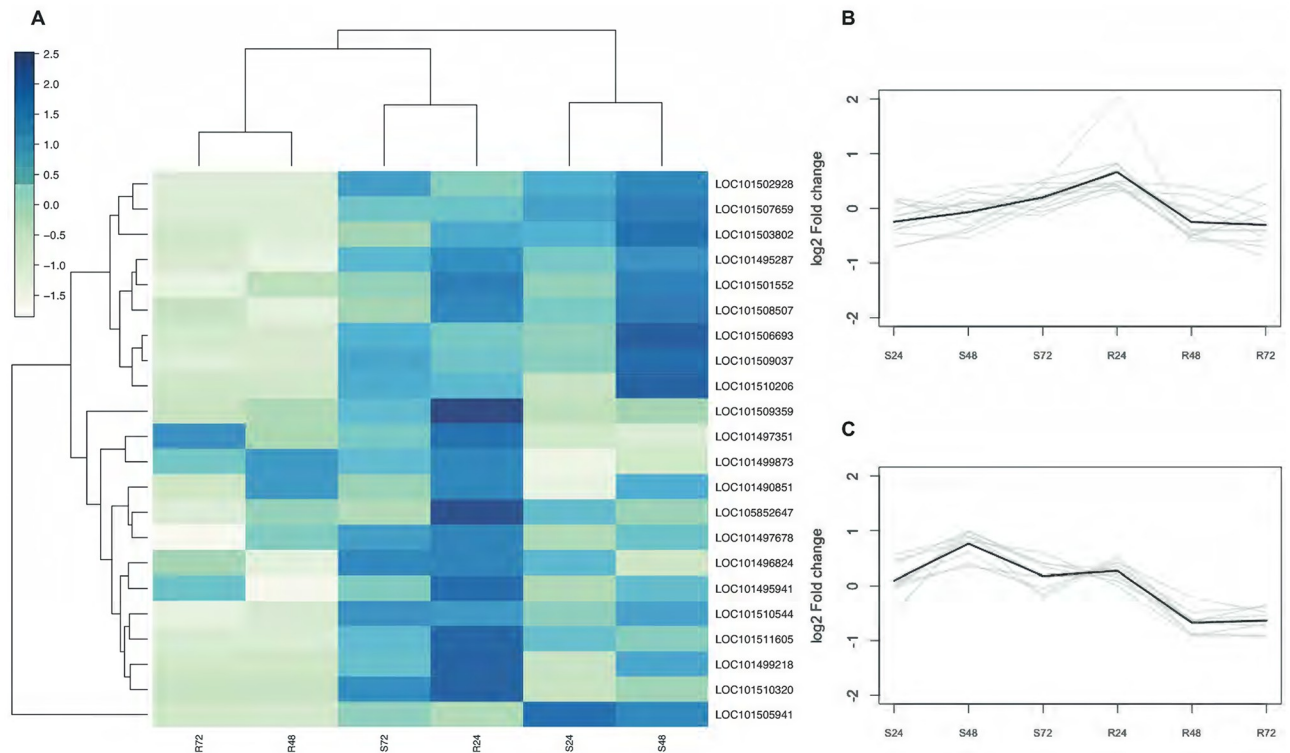 A
2.5
2.0
1.5
1.0
0.5
0.0
−0.5
−1.0
−1.5
LOC101502928
LOC101507659
LOC101503802
LOC101495287
LOC101501552
LOC101508507
LOC101506693
LOC101509037
LOC101510206
LOC101509359
LOC101497351
LOC101499873
LOC101490851
LOC105852647
LOC101497678
LOC101496824
LOC101495941
LOC101510544
LOC101511605
LOC101499218
LOC101510320
LOC101505941
R72 R48 S72 R24 S24 S48
B
log2 Fold change
2
1
0
-1
-2
S24 S48 S72 R24 R48 R72
C
log2 Fold change
2
1
0
-1
-2
S24 S48 S72 R24 R48 R72